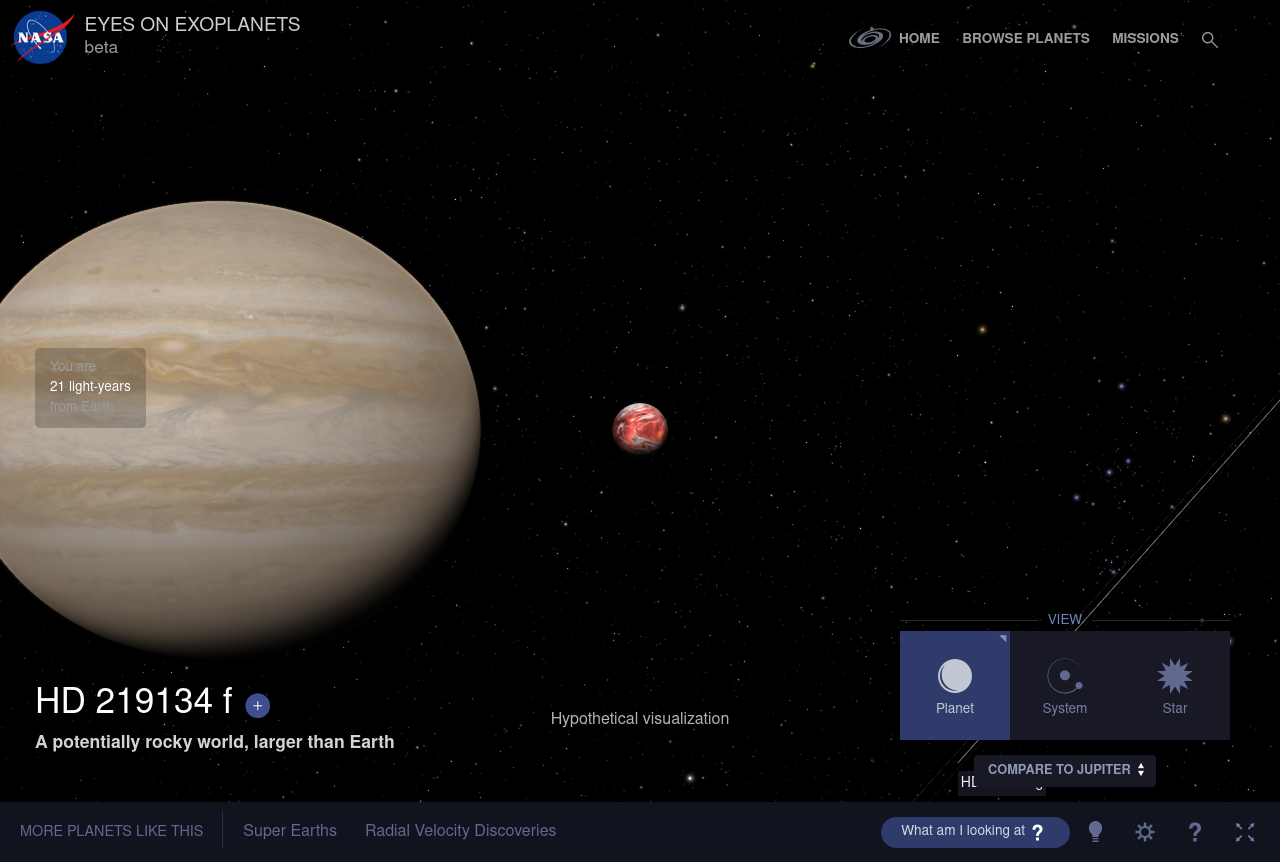 NASA
EYES ON EXOPLANETS
beta
HOME
BROWSE PLANETS
MISSIONS
You are
21 light-years
from Earth
VIEW
Planet
System
Star
HD 219134 f +
A potentially rocky world, larger than Earth
Hypothetical visualization
COMPARE TO JUPITER
MORE PLANETS LIKE THIS
Super Earths
Radial Velocity Discoveries
What am I looking at ?
?